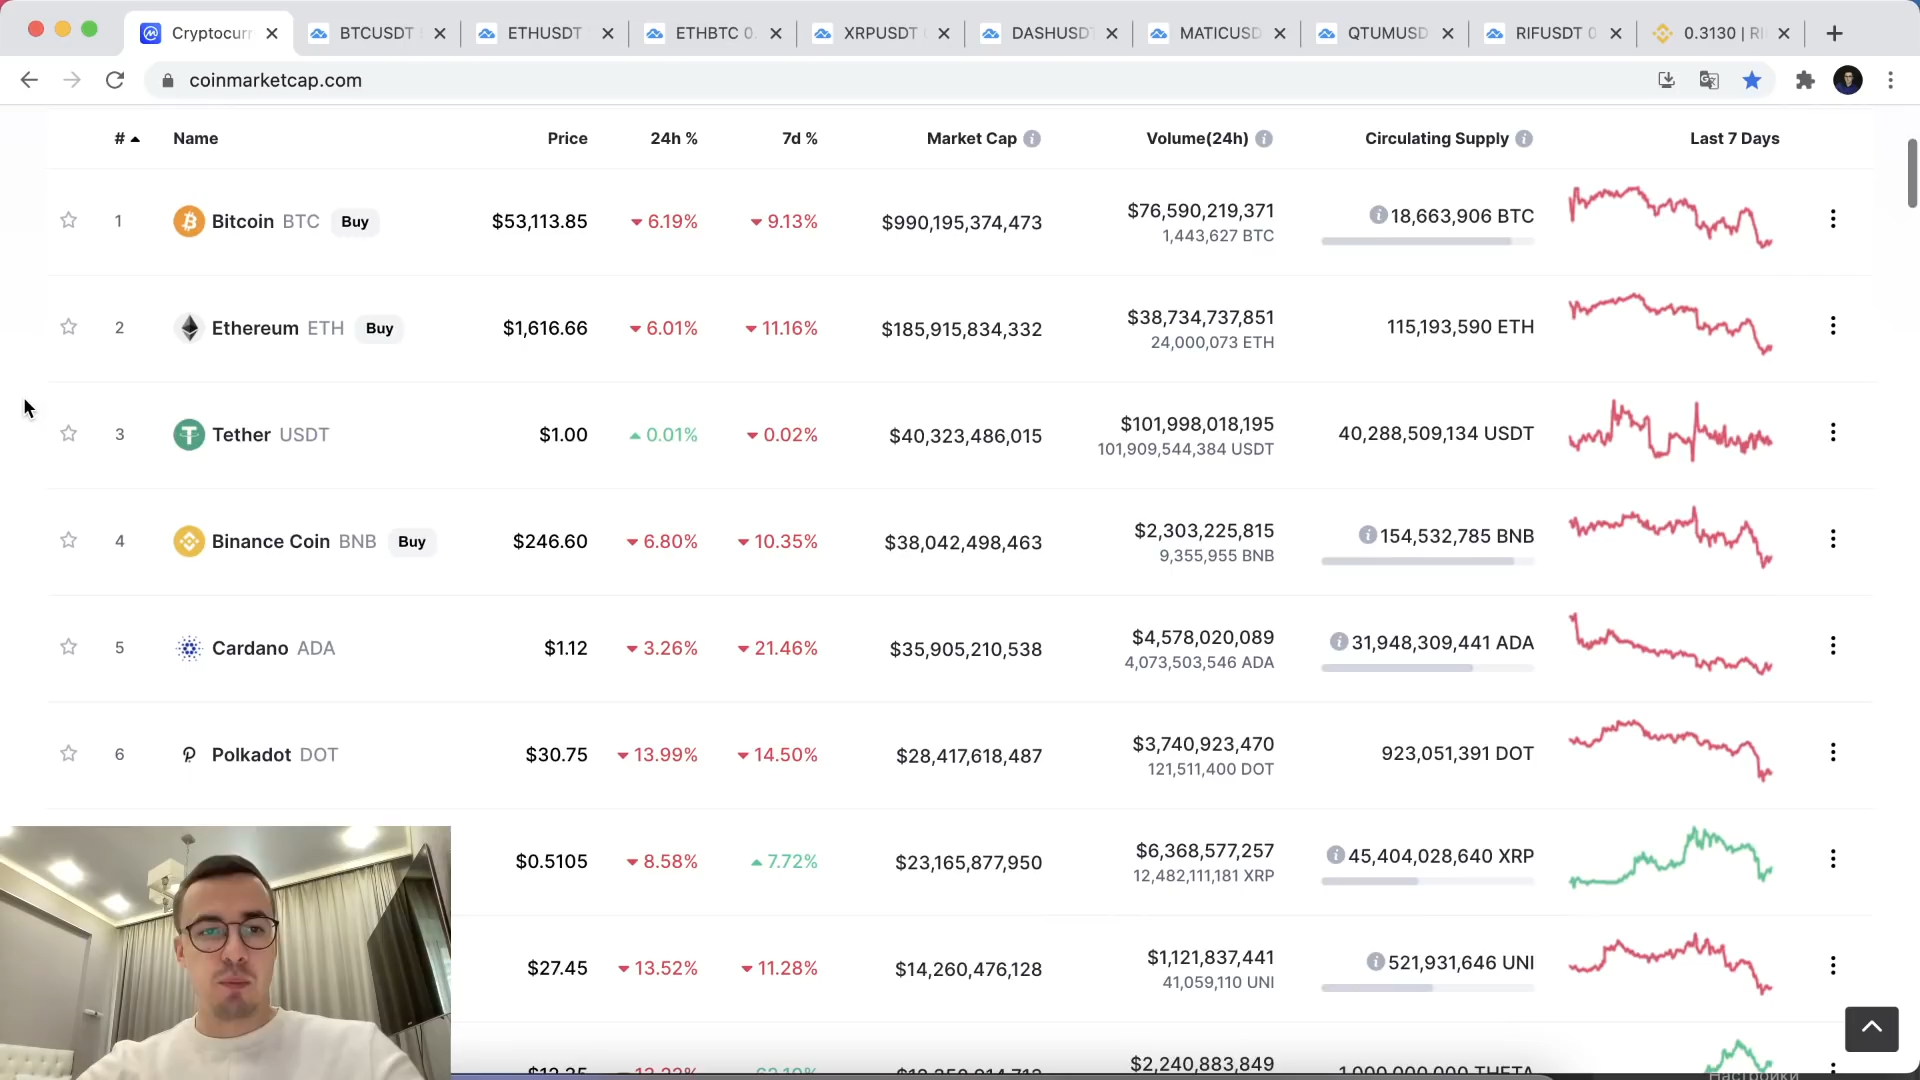 Cryptocurr
BTCUSDT
ETHUSDT
ETHBTC 0.
XRPUSDT
DASHUSDT
MATICUSD
QTUMUSD
RIFUSDT 0
0.3130 | RI
coinmarketcap.com
# Name Price 24h % 7d % Market Cap Volume(24h) Circulating Supply Last 7 Days
1 Bitcoin BTC Buy $53,113.85 6.19% 9.13% $990,195,374,473 $76,590,219,371 18,663,906 BTC
1,443,627 BTC
2 Ethereum ETH Buy $1,616.66 6.01% 11.16% $185,915,834,332 $38,734,737,851 115,193,590 ETH
24,000,073 ETH
3 Tether USDT $1.00 0.01% 0.02% $40,323,486,015 $101,998,018,195 40,288,509,134 USDT
101,909,544,384 USDT
4 Binance Coin BNB Buy $246.60 6.80% 10.35% $38,042,498,463 $2,303,225,815 154,532,785 BNB
9,355,955 BNB
5 Cardano ADA $1.12 3.26% 21.46% $35,905,210,538 $4,578,020,089 31,948,309,441 ADA
4,073,503,546 ADA
6 Polkadot DOT $30.75 13.99% 14.50% $28,417,618,487 $3,740,923,470 923,051,391 DOT
121,511,400 DOT
$0.5105 8.58% 7.72% $23,165,877,950 $6,368,577,257 45,404,028,640 XRP
12,482,111,181 XRP
$27.45 13.52% 11.28% $14,260,476,128 $1,121,837,441 521,931,646 UNI
41,059,110 UNI
$2,240,883,849
1,000,000,000 THETA